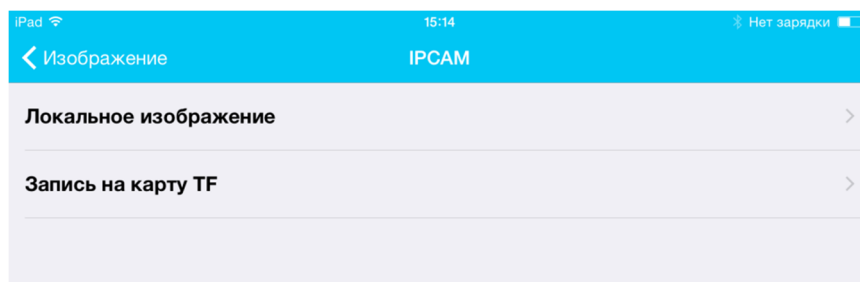 iPad 15:14 Нет зарядки
Изображение IPCAM
Локальное изображение
Запись на карту TF